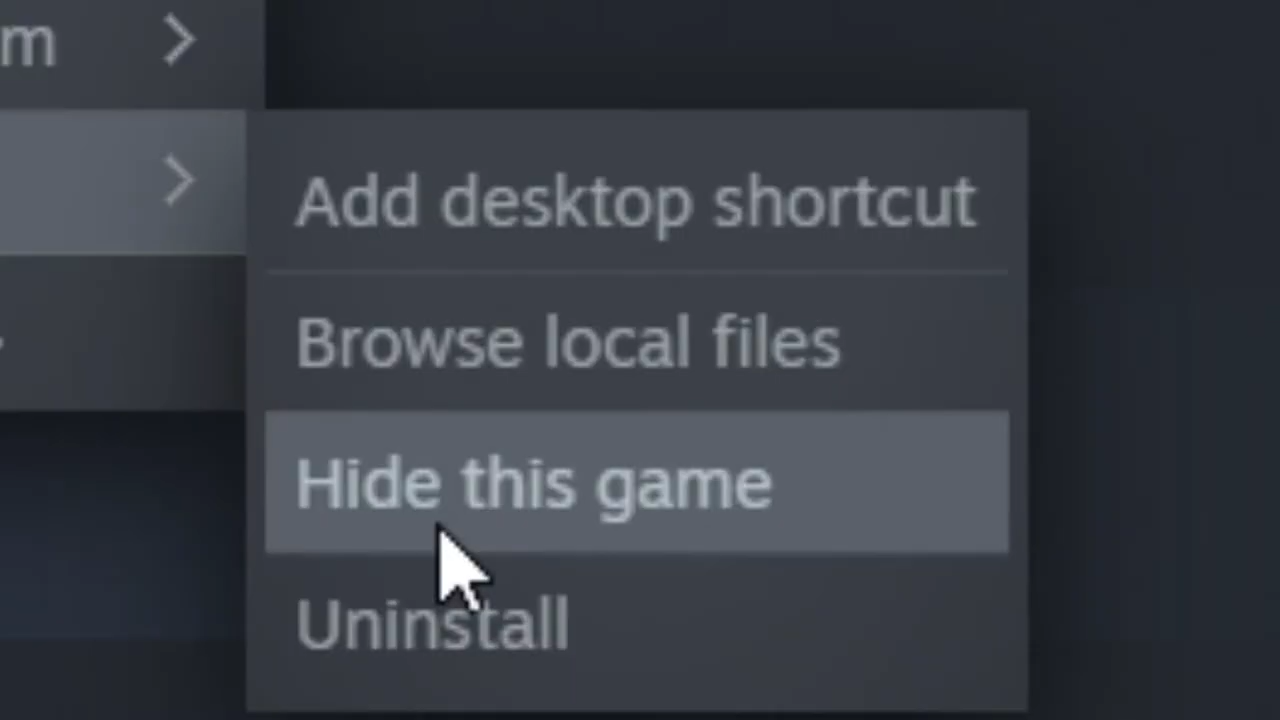 m
Add desktop shortcut
Browse local files
Hide this game
Uninstall